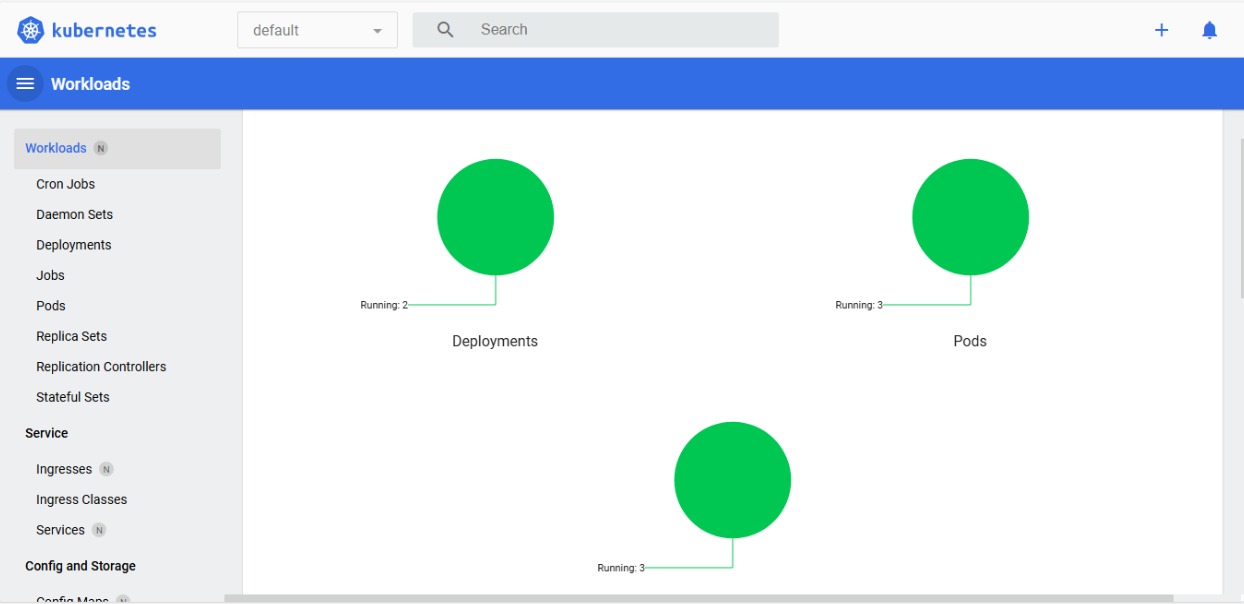 kubernetes
default
Search
Workloads
Workloads N
Cron Jobs
Daemon Sets
Deployments
Jobs
Pods
Replica Sets
Replication Controllers
Stateful Sets
Service
Ingresses N
Ingress Classes
Services N
Config and Storage
Config Maps N
Running: 2
Deployments
Running: 3
Pods
Running: 3